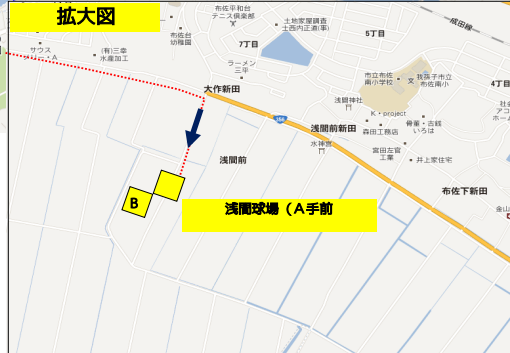 拡大図
布佐平和台
テニス倶楽部
土地家屋調査
士西内正道(事)
5丁目
成田線
布佐台
幼稚園
7丁目
サウス
(有)三幸
水産加工
ラーメン
三平
市立布佐
南小学校
我孫子市立
布佐南小
4丁目
大作新田
浅間神社
356
K・project
森田工務店
骨董・古銭
いろは
浅間前新田
水神宮
宮田左官
工業
井上家住宅
浅間前
布佐下新田
金山
B
浅間球場(A手前